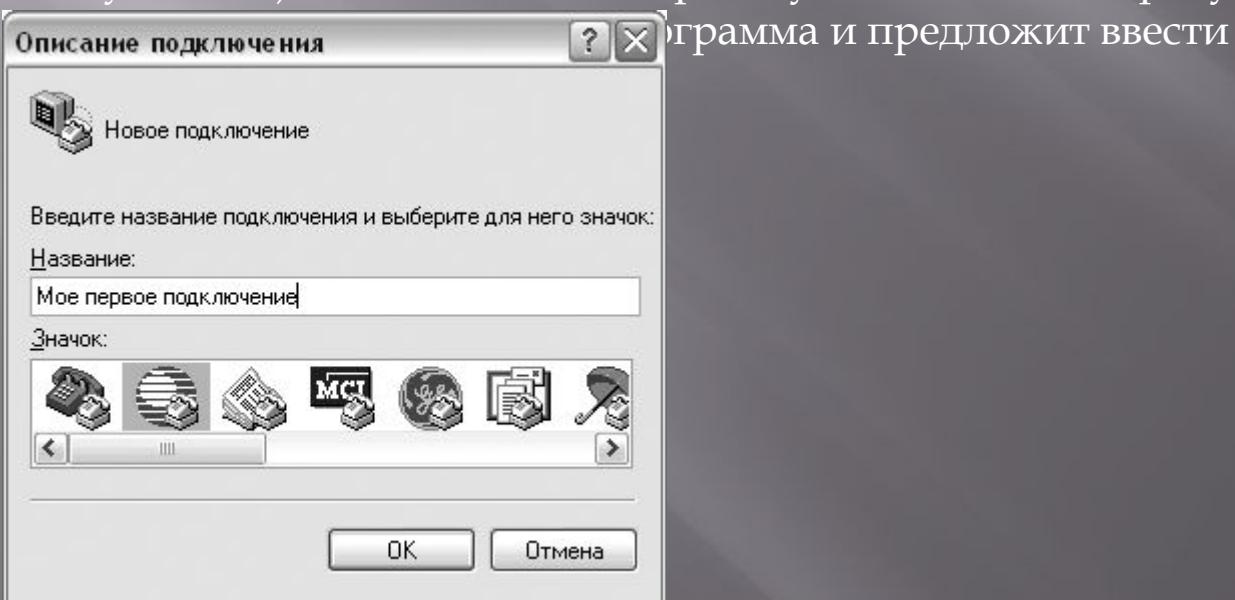 ограмма и предложит ввести
Описание подключения
Новое подключение
Введите название подключения и выберите для него значок:
Название:
Мое первое подключение
Значок:
MCI
OK
Отмена